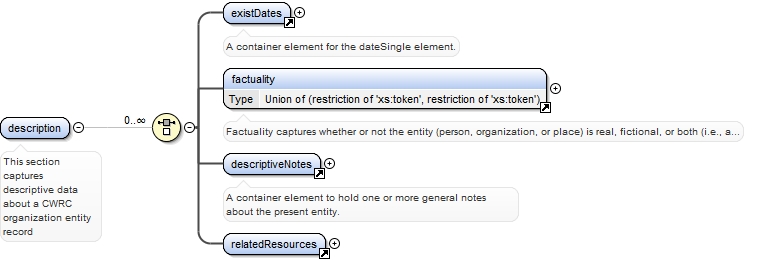 existDates
A container element for the dateSingle element.
factuality
Type Union of (restriction of 'xs:token', restriction of 'xs:token')
description
0..∞
Factuality captures whether or not the entity (person, organization, or place) is real, fictional, or both (i.e., a...
This section
captures
descriptive data
about a CWRC
organization entity
record
descriptiveNotes
A container element to hold one or more general notes
about the present entity.
relatedResources